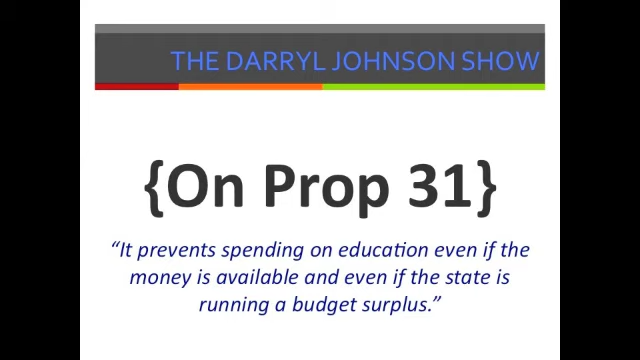 THE DARRYL JOHNSON SHOW
{On Prop 31}
“It prevents spending on education even if the
money is available and even if the state is
running a budget surplus.”